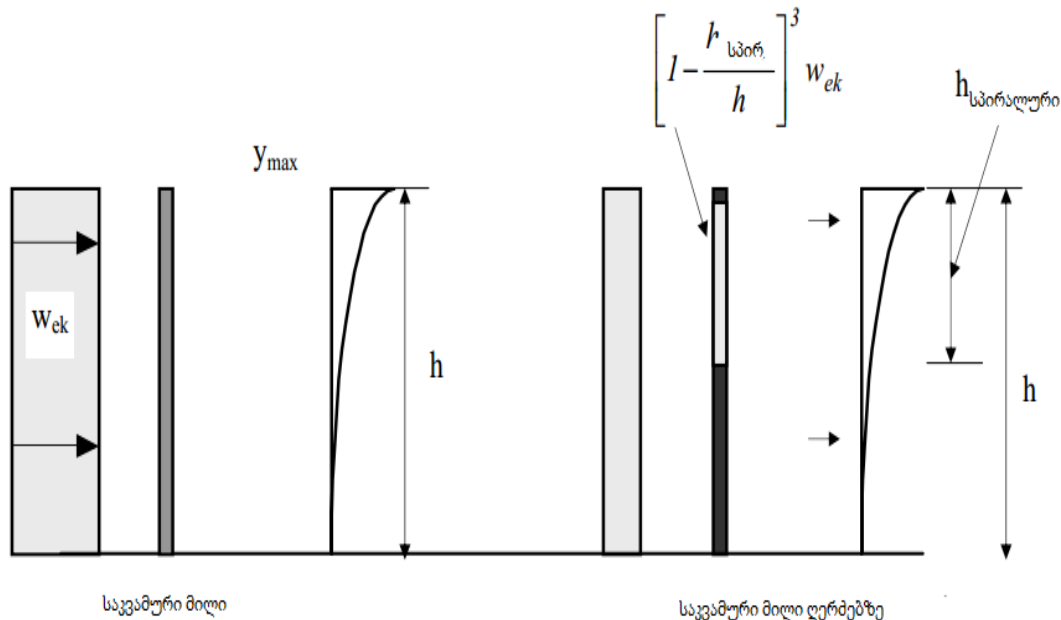 [1 - h სპირ. / h]³ w_ek
h სპირალური
y_max
w_ek
h
h
საკვამური მილი
საკვამური მილი ღერძებზე